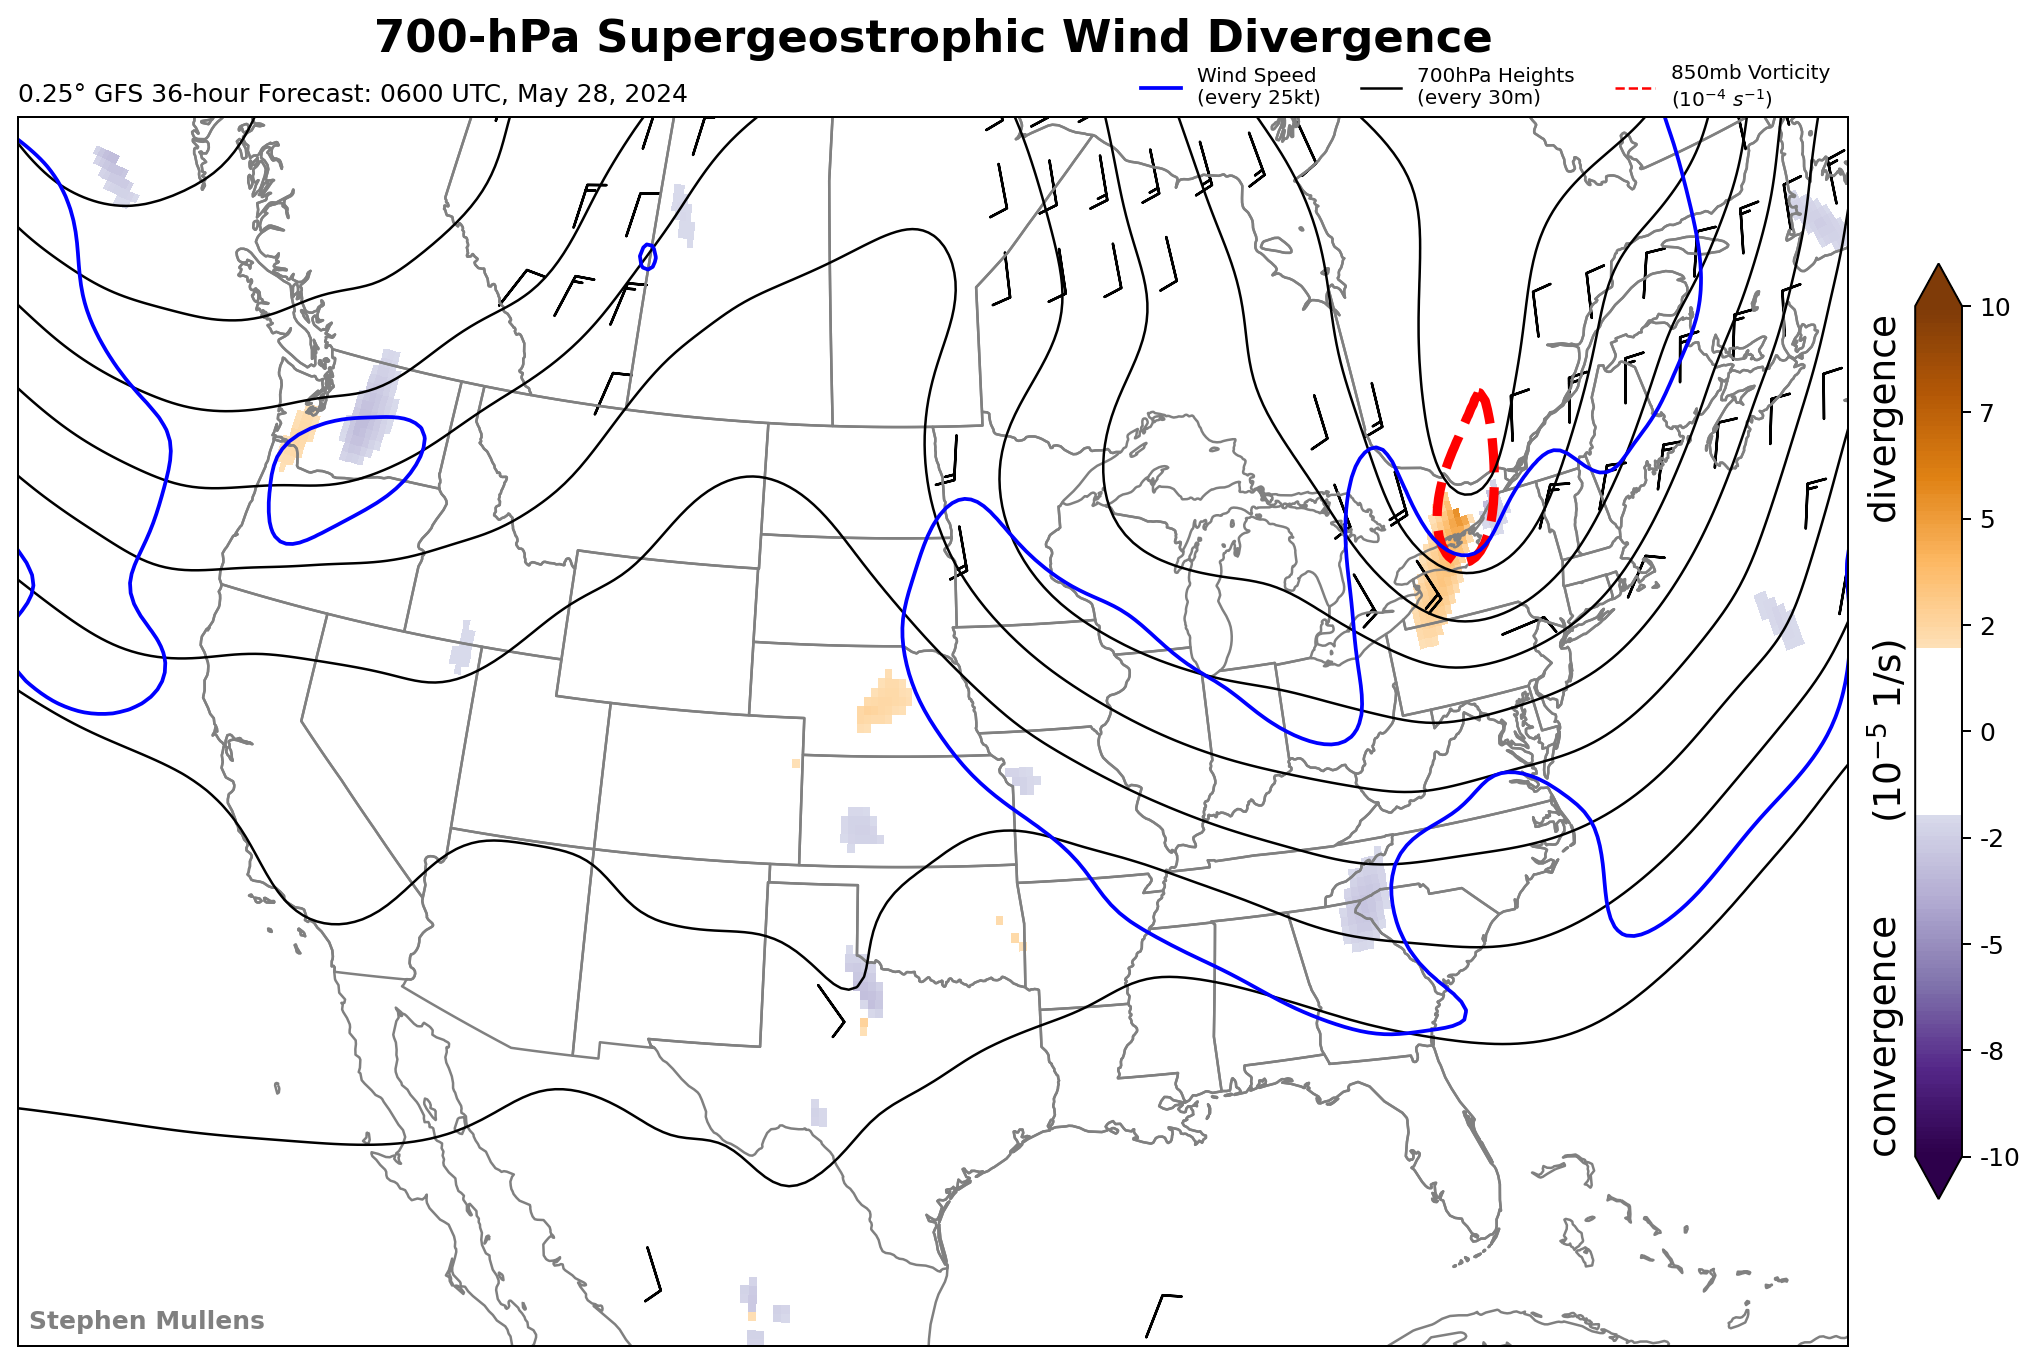 700-hPa Supergeostrophic Wind Divergence
0.25° GFS 36-hour Forecast: 0600 UTC, May 28, 2024
Wind Speed
(every 25kt)
700hPa Heights
(every 30m)
850mb Vorticity
(10⁻⁴ s⁻¹)
10
7
5
2
0
-2
-5
-8
-10
convergence (10⁻⁵ 1/s) divergence
Stephen Mullens